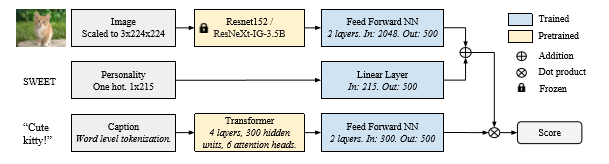 Image
Scaled to 3x224x224
Resnet152 /
ResNeXt-IG-3.5B
Feed Forward NN
2 layers. In: 2048. Out: 500
Trained
Pretrained
Addition
Dot product
Frozen
SWEET
Personality
One hot. 1x215
Linear Layer
In: 215. Out: 500
“Cute
kitty!”
Caption
Word level tokenization.
Transformer
4 layers, 300 hidden
units, 6 attention heads.
Feed Forward NN
2 layers. In: 300. Out: 500
Score